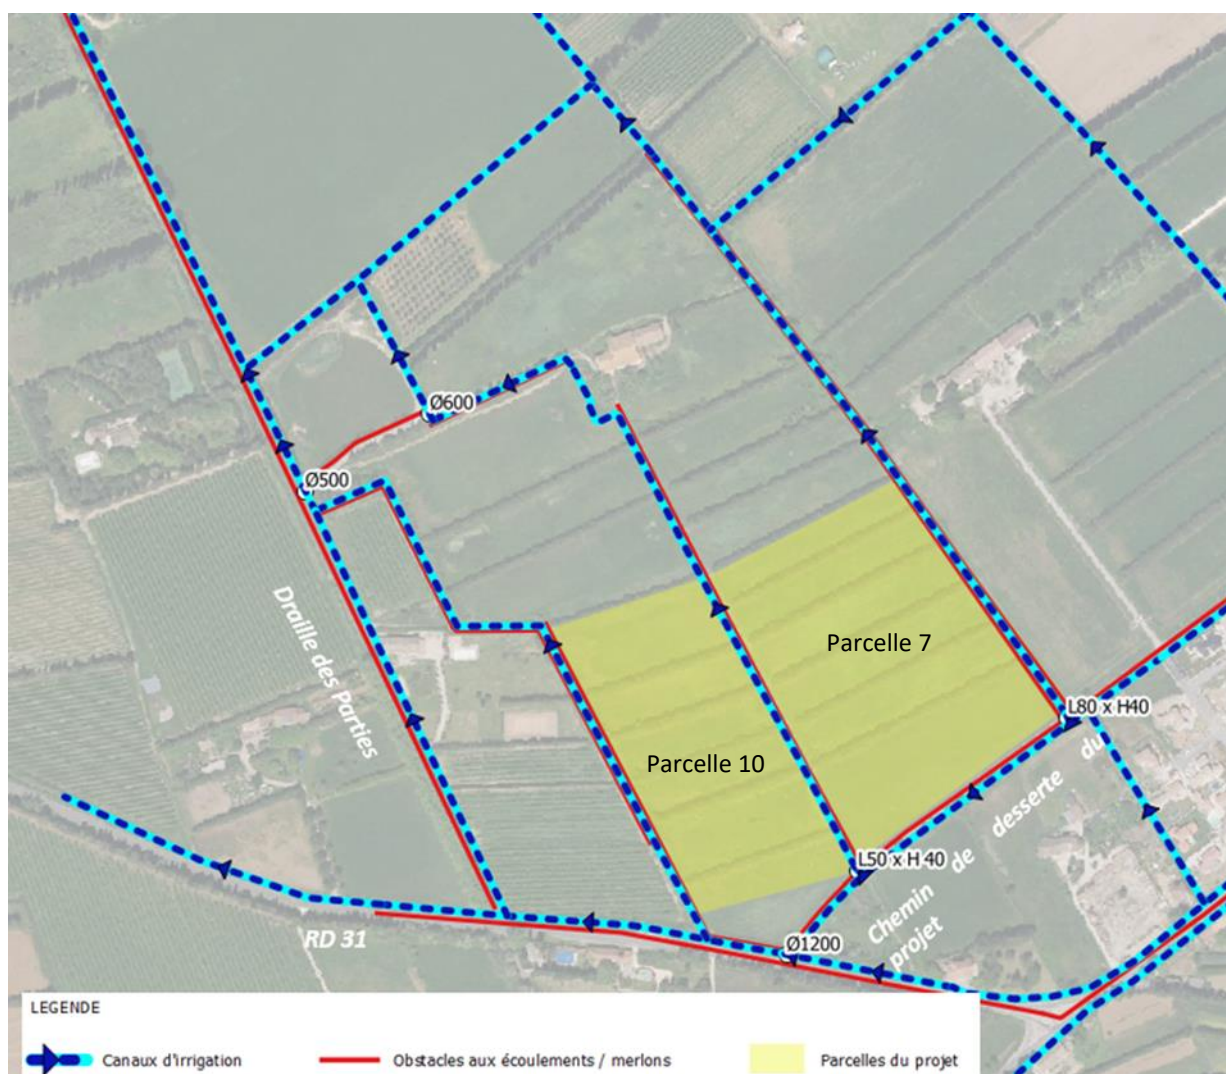 Ø600
Ø500
Draille des Parties
Parcelle 7
L80 x H40
Parcelle 10
L50 x H 40
Chemin de desserte du
projet
Ø1200
RD 31
LEGENDE
Canaux d'irrigation
Obstacles aux écoulements / merlons
Parcelles du projet